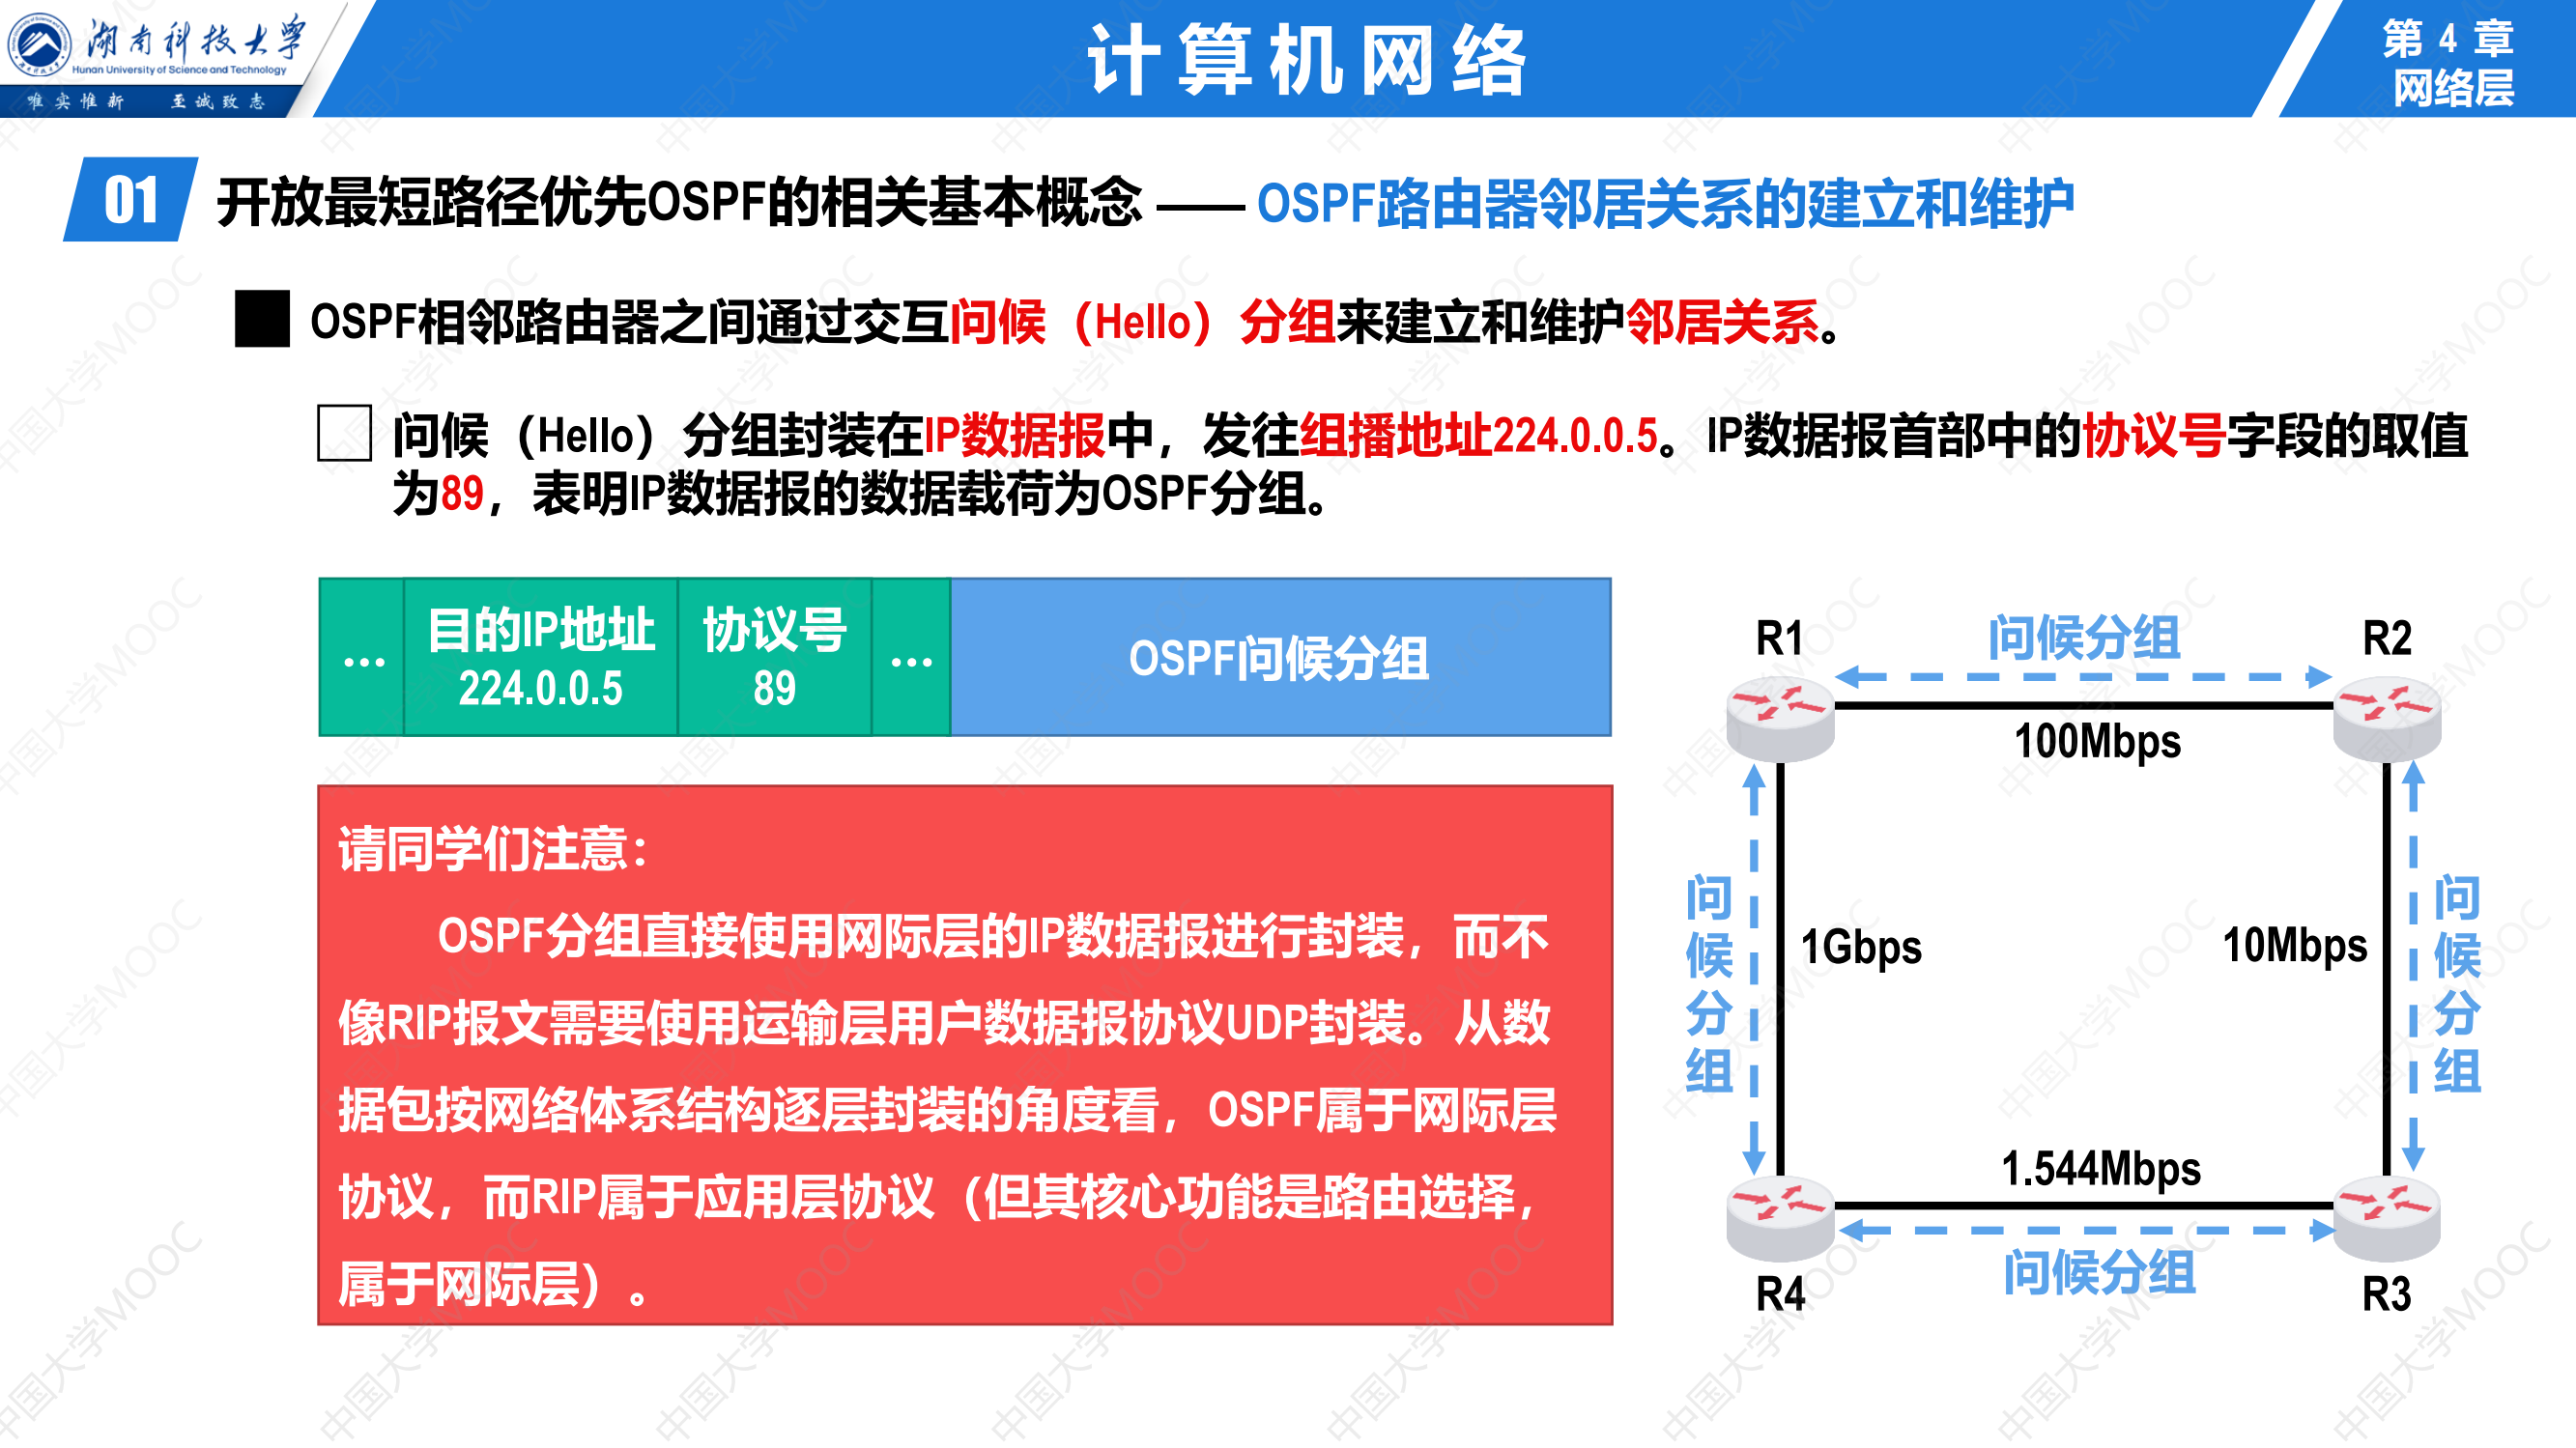 湖南科技大学
Hunan University of Science and Technology
唯实惟新 至诚致志
计算机网络
第 4 章
网络层
01 开放最短路径优先OSPF的相关基本概念 —— OSPF路由器邻居关系的建立和维护
OSPF相邻路由器之间通过交互问候（Hello）分组来建立和维护邻居关系。
问候（Hello）分组封装在IP数据报中，发往组播地址224.0.0.5。IP数据报首部中的协议号字段的取值
为89，表明IP数据报的数据载荷为OSPF分组。
… 目的IP地址 协议号 … OSPF问候分组
224.0.0.5 89
请同学们注意：
OSPF分组直接使用网际层的IP数据报进行封装，而不
像RIP报文需要使用运输层用户数据报协议UDP封装。从数
据包按网络体系结构逐层封装的角度看，OSPF属于网际层
协议，而RIP属于应用层协议（但其核心功能是路由选择，
属于网际层）。
R1 问候分组 R2
100Mbps
问候分组 1Gbps 10Mbps 问候分组
1.544Mbps
问候分组
R4 R3
中国大学MOOC